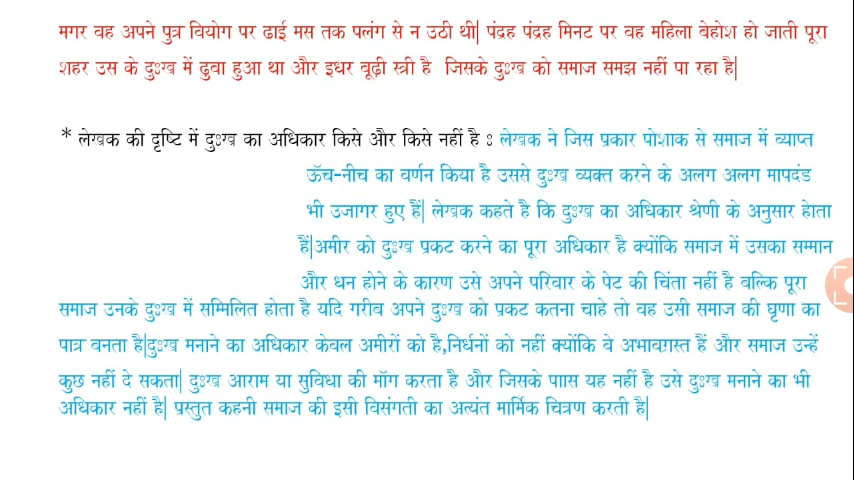 मगर वह अपने पुत्र वियोग पर ढाई मस तक पलंग से न उठी थी| पंद्रह पंद्रह मिनट पर वह महिला बेहोश हो जाती पूरा
शहर उस के दुःख में ढुबा हुआ था और इधर बूढ़ी स्त्री है जिसके दुःख को समाज समझ नहीं पा रहा है|
* लेखक की दृष्टि में दुःख का अधिकार किसे और किसे नहीं है : लेखक ने जिस प्रकार पोशाक से समाज में व्याप्त
ऊॅच-नीच का वर्णन किया है उससे दुःख व्यक्त करने के अलग अलग मापदंड
भी उजागर हुए हैं| लेखक कहते है कि दुःख का अधिकार श्रेणी के अनुसार हेाता
हैं|अमीर को दुःख प्रकट करने का पूरा अधिकार है क्योंकि समाज में उसका सम्मान
और धन होने के कारण उसे अपने परिवार के पेट की चिंता नहीं है बल्कि पूरा
समाज उनके दुःख में सम्मिलित होता है यदि गरीब अपने दुःख को प्रकट कतना चाहे तो वह उसी समाज की घृणा का
पात्र बनता है|दुःख मनाने का अधिकार केवल अमीरों को है,निर्धनों को नहीं क्योंकि वे अभावग़स्त हैं और समाज उन्हें
कुछ नहीं दे सकता| दुःख आराम या सुविधा की मॉग करता है और जिसके पाास यह नहीं है उसे दुःख मनाने का भी
अधिकार नहीं है| प्रस्तुत कहनी समाज की इसी विसंगती का अत्यंत मार्मिक चित्रण करती है|